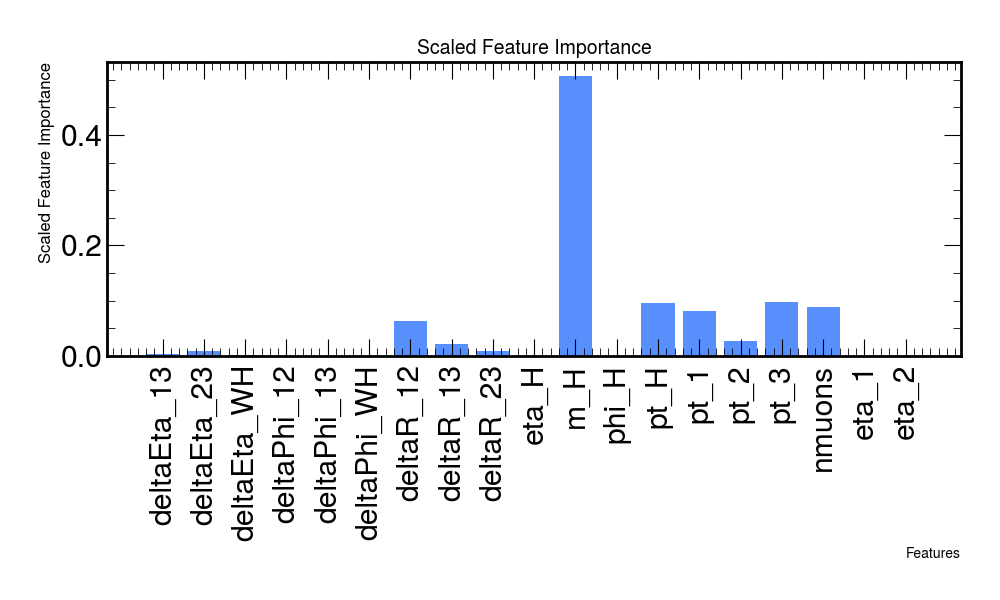 Scaled Feature Importance
Scaled Feature Importance
0.4
0.2
0.0
deltaEta_13
deltaEta_23
deltaEta_WH
deltaPhi_12
deltaPhi_13
deltaPhi_WH
deltaR_12
deltaR_13
deltaR_23
eta_H
m_H
phi_H
pt_H
pt_1
pt_2
pt_3
nmuons
eta_1
eta_2
Features